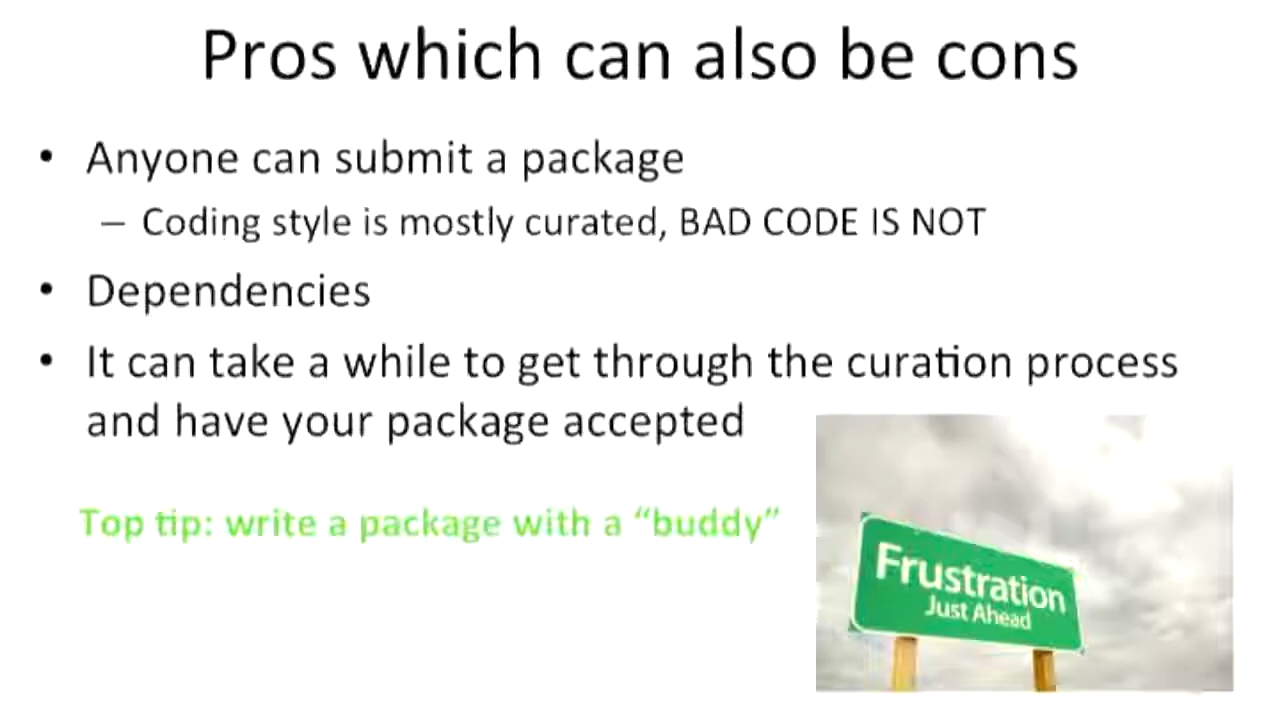 Pros which can also be cons
• Anyone can submit a package
– Coding style is mostly curated, BAD CODE IS NOT
• Dependencies
• It can take a while to get through the curation process
and have your package accepted
Top tip: write a package with a “buddy”
Frustration
Just Ahead